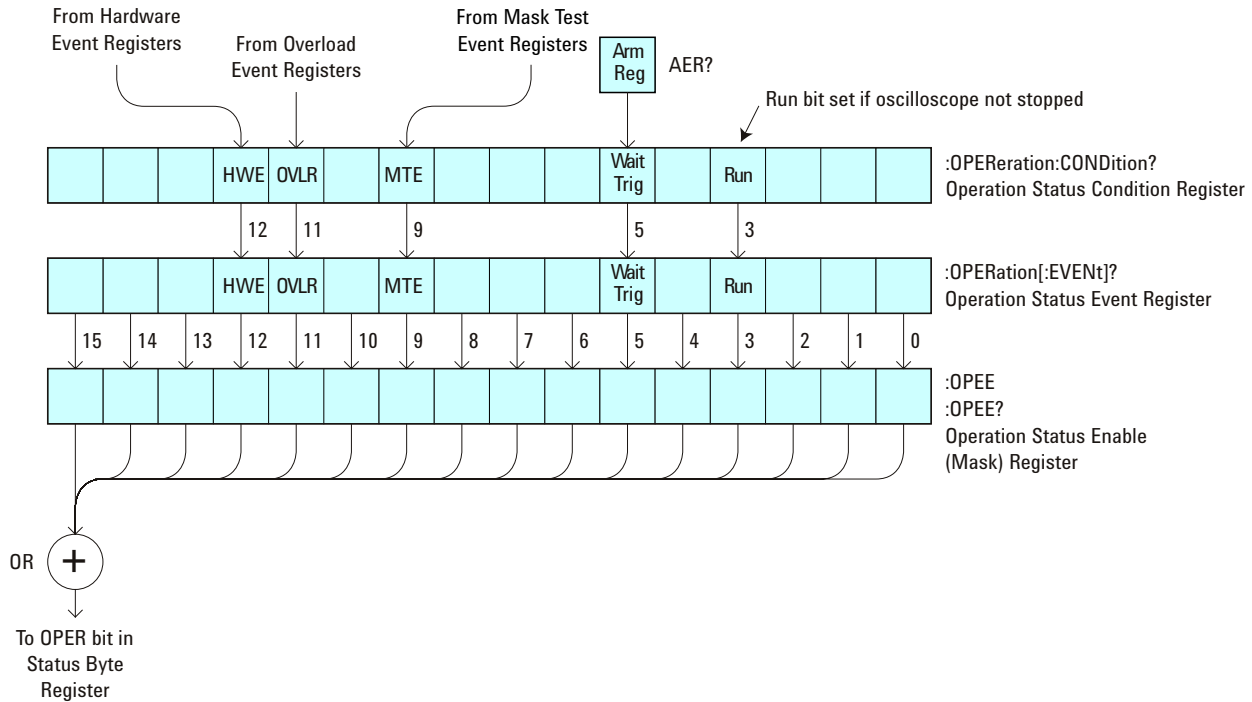 From Hardware
Event Registers
From Overload
Event Registers
From Mask Test
Event Registers
Arm
Reg
AER?
Run bit set if oscilloscope not stopped
HWE
OVLR
MTE
Wait
Trig
Run
:OPEReration:CONDition?
Operation Status Condition Register
12
11
9
5
3
HWE
OVLR
MTE
Wait
Trig
Run
:OPERation[:EVENt]?
Operation Status Event Register
15
14
13
12
11
10
9
8
7
6
5
4
3
2
1
0
:OPEE
:OPEE?
Operation Status Enable
(Mask) Register
OR
+
To OPER bit in
Status Byte
Register